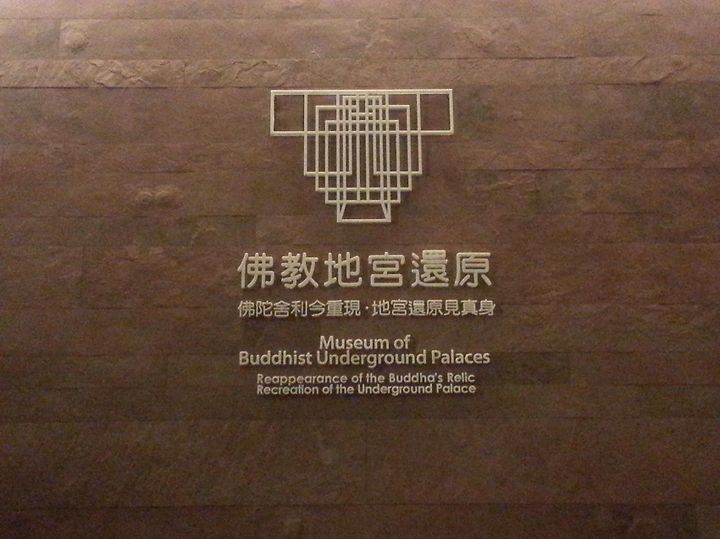 佛教地宮還原
佛陀舍利今重現·地宮還原見真身
Museum of
Buddhist Underground Palaces
Reappearance of the Buddha's Relic
Recreation of the Underground Palace